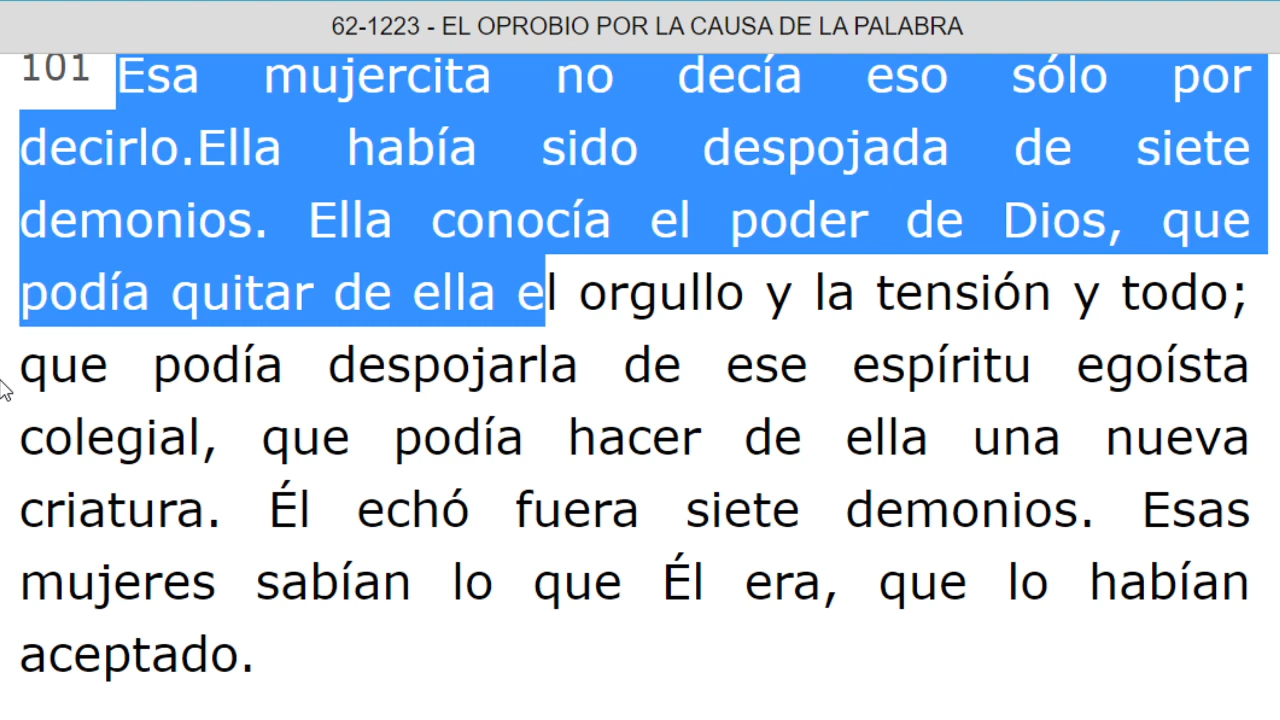 62-1223 - EL OPROBIO POR LA CAUSA DE LA PALABRA
101 Esa mujercita no decía eso sólo por
decirlo.Ella había sido despojada de siete
demonios. Ella conocía el poder de Dios, que
podía quitar de ella el orgullo y la tensión y todo;
que podía despojarla de ese espíritu egoísta
colegial, que podía hacer de ella una nueva
criatura. Él echó fuera siete demonios. Esas
mujeres sabían lo que Él era, que lo habían
aceptado.